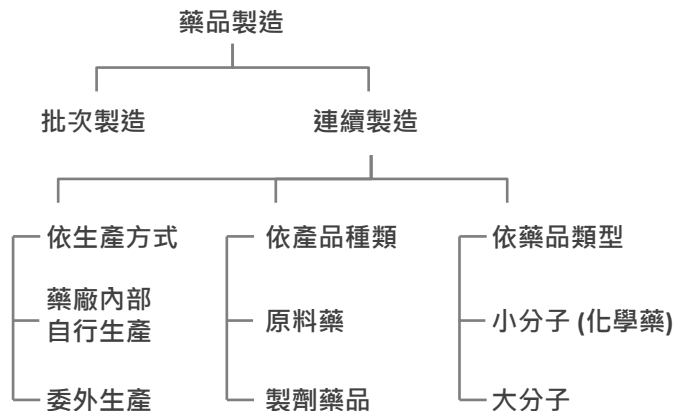 藥品製造
批次製造
連續製造
依生產方式
藥廠內部
自行生產
委外生產
依產品種類
原料藥
製劑藥品
依藥品類型
小分子 (化學藥)
大分子